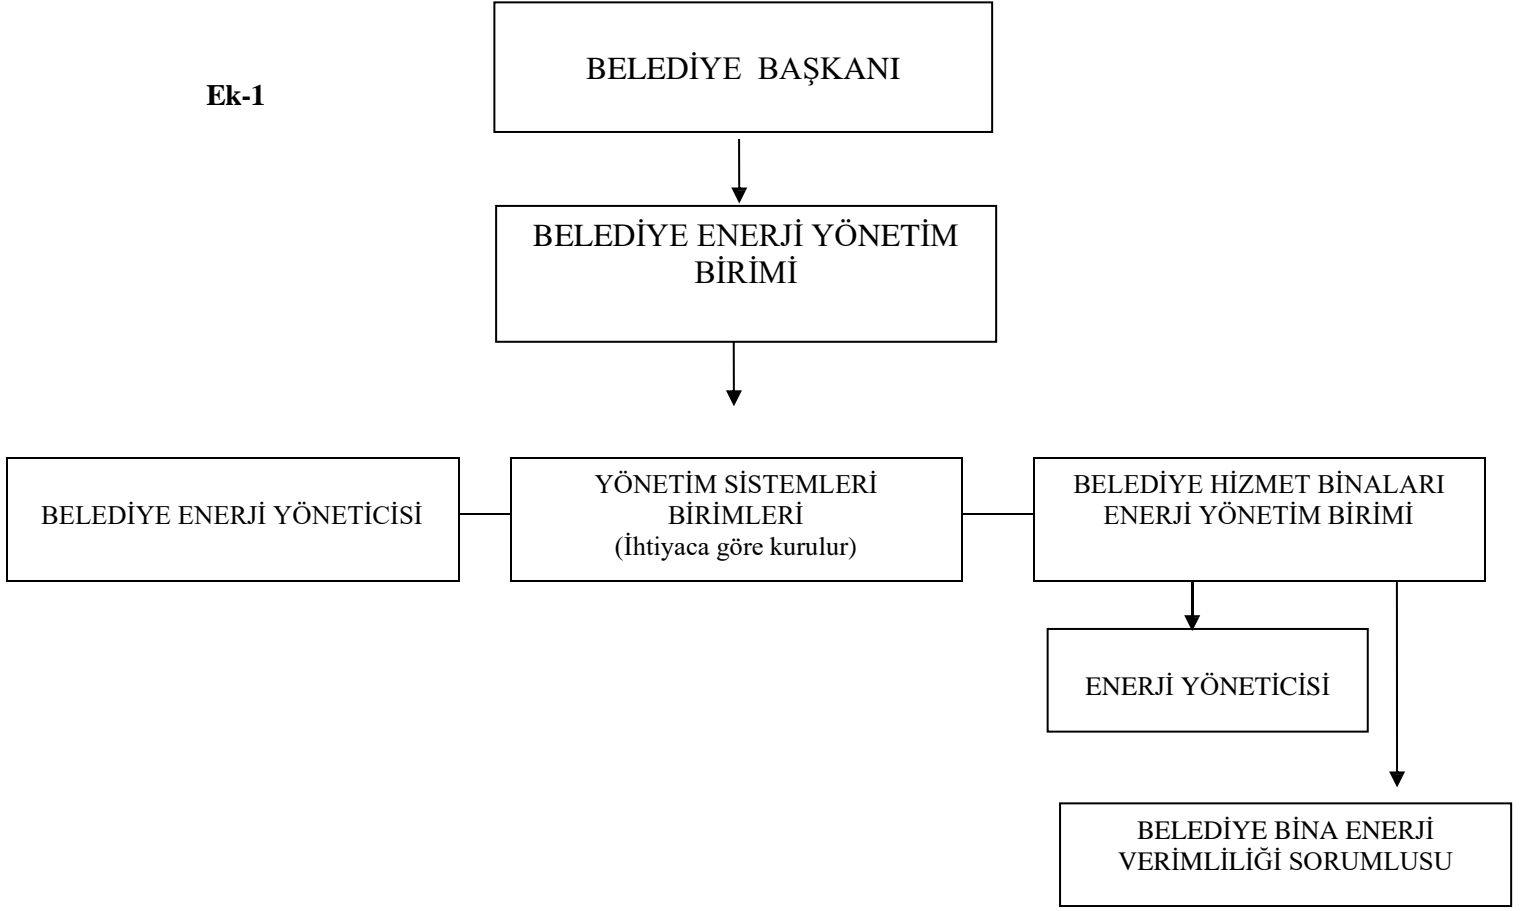 BELEDİYE BAŞKANI
Ek-1
BELEDİYE ENERJİ YÖNETİM
BİRİMİ
BELEDİYE ENERJİ YÖNETİCİSİ
YÖNETİM SİSTEMLERİ
BİRİMLERİ
(İhtiyaca göre kurulur)
BELEDİYE HİZMET BİNALARI
ENERJİ YÖNETİM BİRİMİ
ENERJİ YÖNETİCİSİ
BELEDİYE BİNA ENERJİ
VERİMLİLİĞİ SORUMLUSU